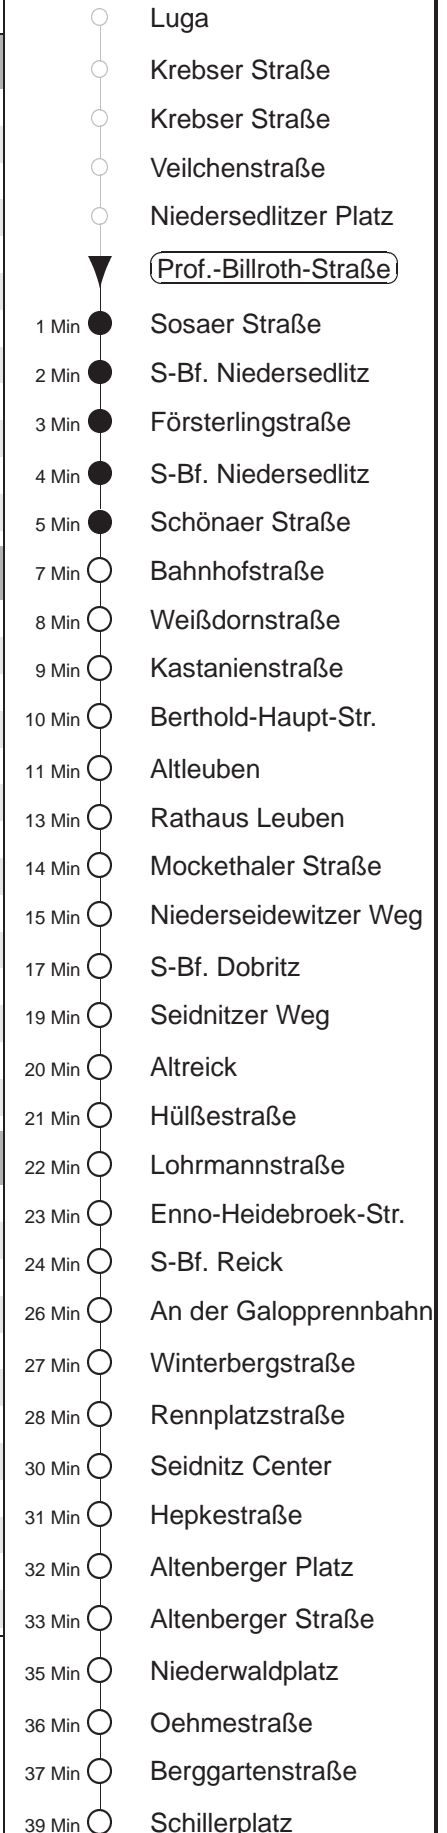 Luga
Krebser Straße
Krebser Straße
Veilchenstraße
Niedersedlitzer Platz
Prof.-Billroth-Straße
1 Min Sosaer Straße
2 Min S-Bf. Niedersedlitz
3 Min Försterlingstraße
4 Min S-Bf. Niedersedlitz
5 Min Schönaer Straße
7 Min Bahnhofstraße
8 Min Weißdornstraße
9 Min Kastanienstraße
10 Min Berthold-Haupt-Str.
11 Min Altleuben
13 Min Rathaus Leuben
14 Min Mockethaler Straße
15 Min Niederseidewitzer Weg
17 Min S-Bf. Dobritz
19 Min Seidnitzer Weg
20 Min Altreick
21 Min Hülßestraße
22 Min Lohrmannstraße
23 Min Enno-Heidebroek-Str.
24 Min S-Bf. Reick
26 Min An der Galopprennbahn
27 Min Winterbergstraße
28 Min Rennplatzstraße
30 Min Seidnitz Center
31 Min Hepkestraße
32 Min Altenberger Platz
33 Min Altenberger Straße
35 Min Niederwaldplatz
36 Min Oehmestraße
37 Min Berggartenstraße
39 Min Schillerplatz